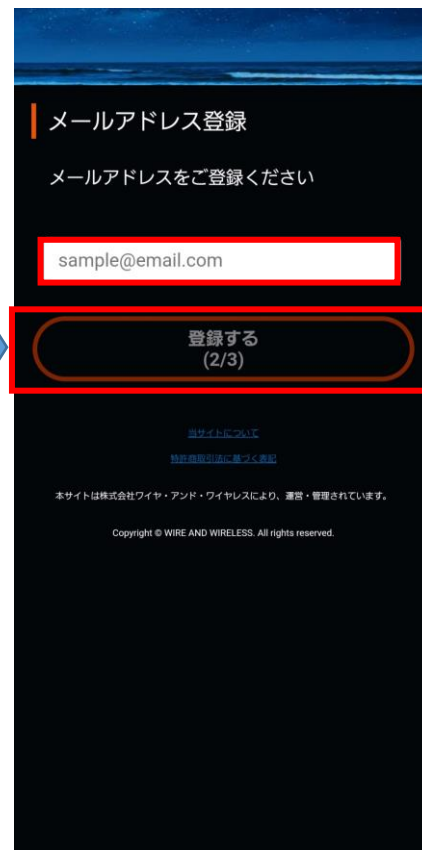 メールアドレス登録
メールアドレスをご登録ください
sample@email.com
登録する
(2/3)
当サイトについて
特許商取引法に基づく表記
本サイトは株式会社ワイヤ・アンド・ワイヤレスにより、運営・管理されています。
Copyright © WIRE AND WIRELESS. All rights reserved.